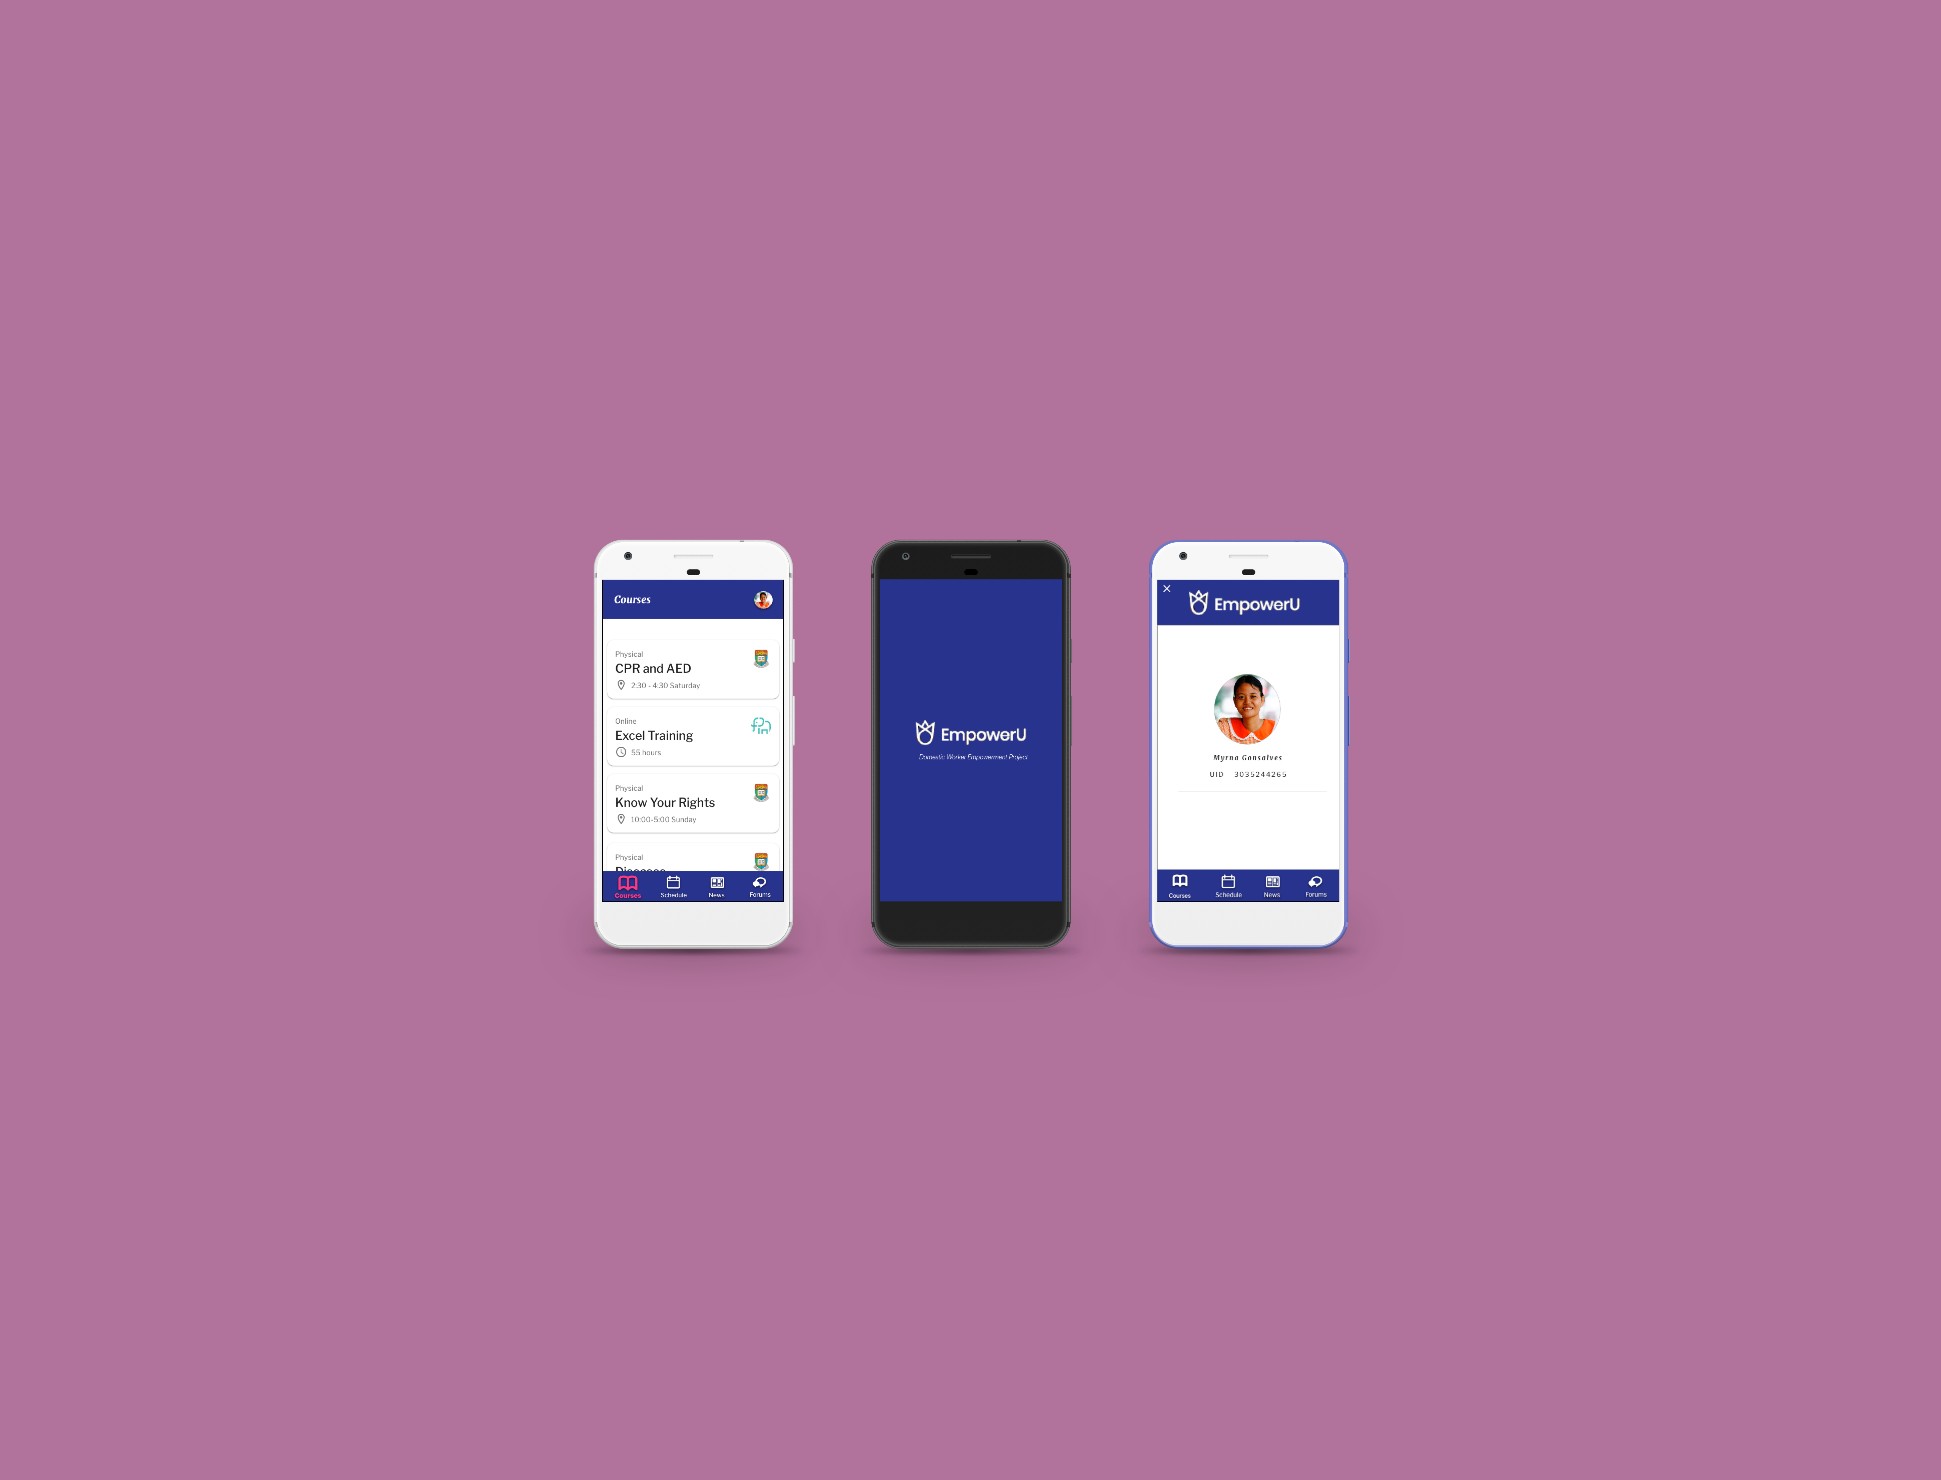 Courses
Physical
CPR and AED
2:30 - 4:30 Saturday
Online
Excel Training
55 hours
Physical
Know Your Rights
10:00-5:00 Sunday
Physical
Diseases
Courses
Schedule
News
Forums
EmpowerU
Domestic Worker Empowerment Project
EmpowerU
Myrna Gonsalves
UID 3035244265
Courses
Schedule
News
Forums